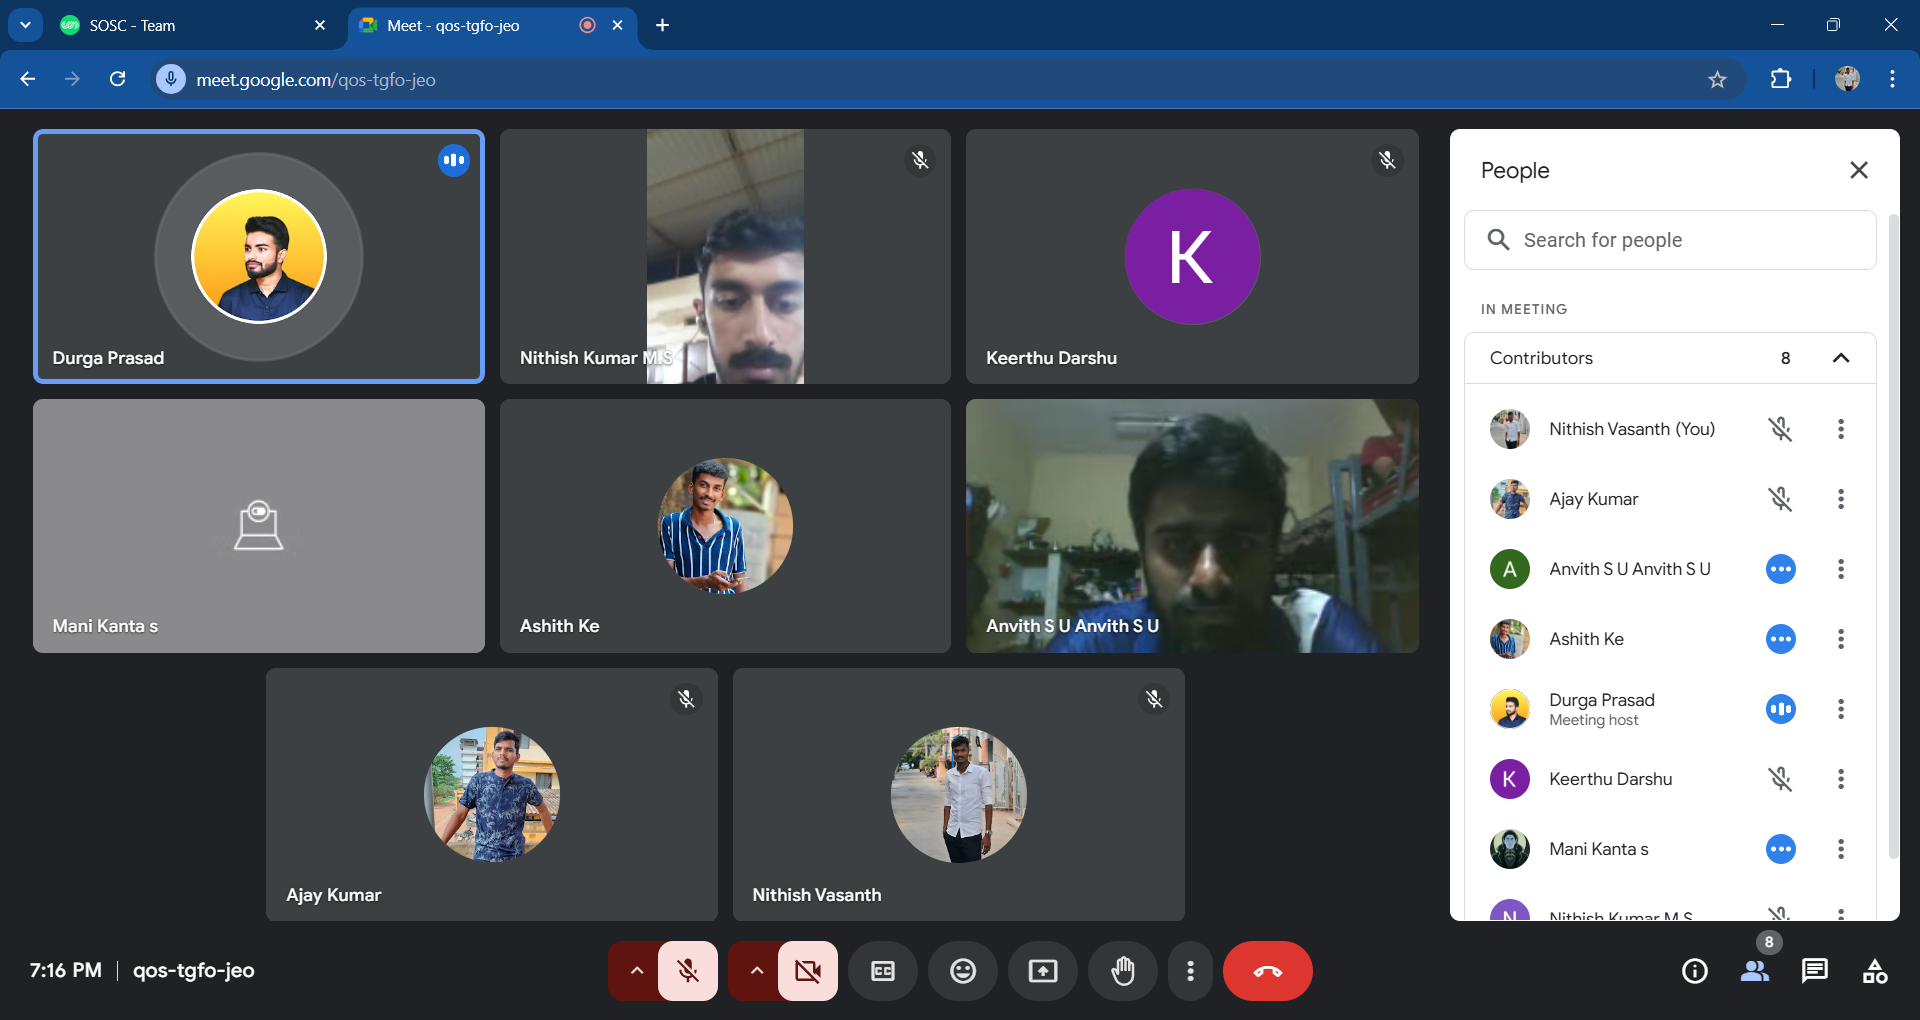 SOSC - Team
Meet - qos-tgfo-jeo
meet.google.com/qos-tgfo-jeo
Durga Prasad
Nithish Kumar M.S
K
Keerthu Darshu
Mani Kanta s
Ashith Ke
Anvith S U Anvith S U
Ajay Kumar
Nithish Vasanth
People
Search for people
IN MEETING
Contributors 8
Nithish Vasanth (You)
Ajay Kumar
A Anvith S U Anvith S U
Ashith Ke
Durga Prasad
Meeting host
K Keerthu Darshu
Mani Kanta s
N Nithish Kumar M.S
7:16 PM qos-tgfo-jeo
CC
8